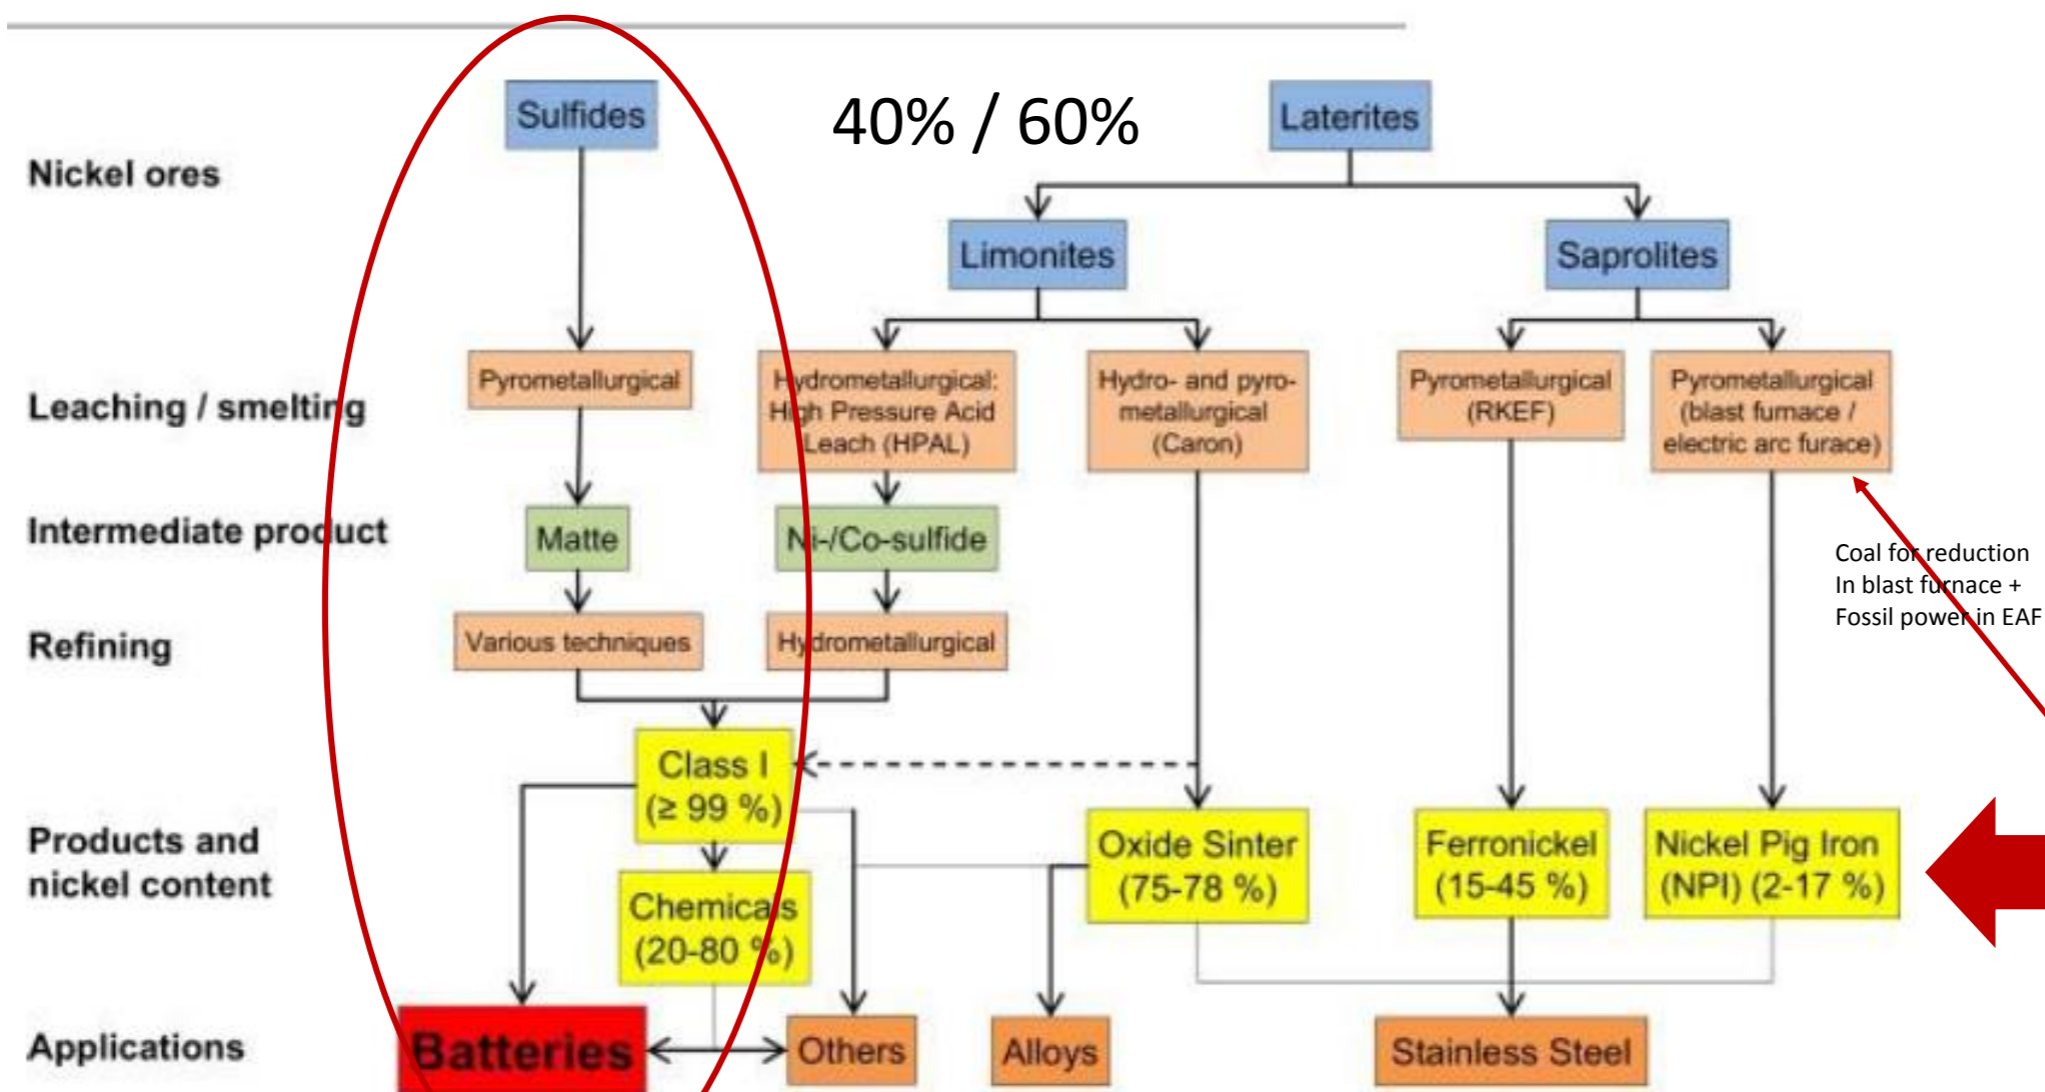 Sulfides
40% / 60%
Laterites
Nickel ores
Limonites
Saprolites
Leaching / smelting
Pyrometallurgical
Hydrometallurgical:
High Pressure Acid
Leach (HPAL)
Hydro- and pyro-
metallurgical
(Caron)
Pyrometallurgical
(RKEF)
Pyrometallurgical
(blast furnace /
electric arc furace)
Intermediate product
Matte
Ni-/Co-sulfide
Coal for reduction
In blast furnace +
Fossil power in EAF
Refining
Various techniques
Hydrometallurgical
Class I
(≥ 99 %)
Products and
nickel content
Chemicals
(20-80 %)
Oxide Sinter
(75-78 %)
Ferronickel
(15-45 %)
Nickel Pig Iron
(NPI) (2-17 %)
Applications
Batteries
Others
Alloys
Stainless Steel